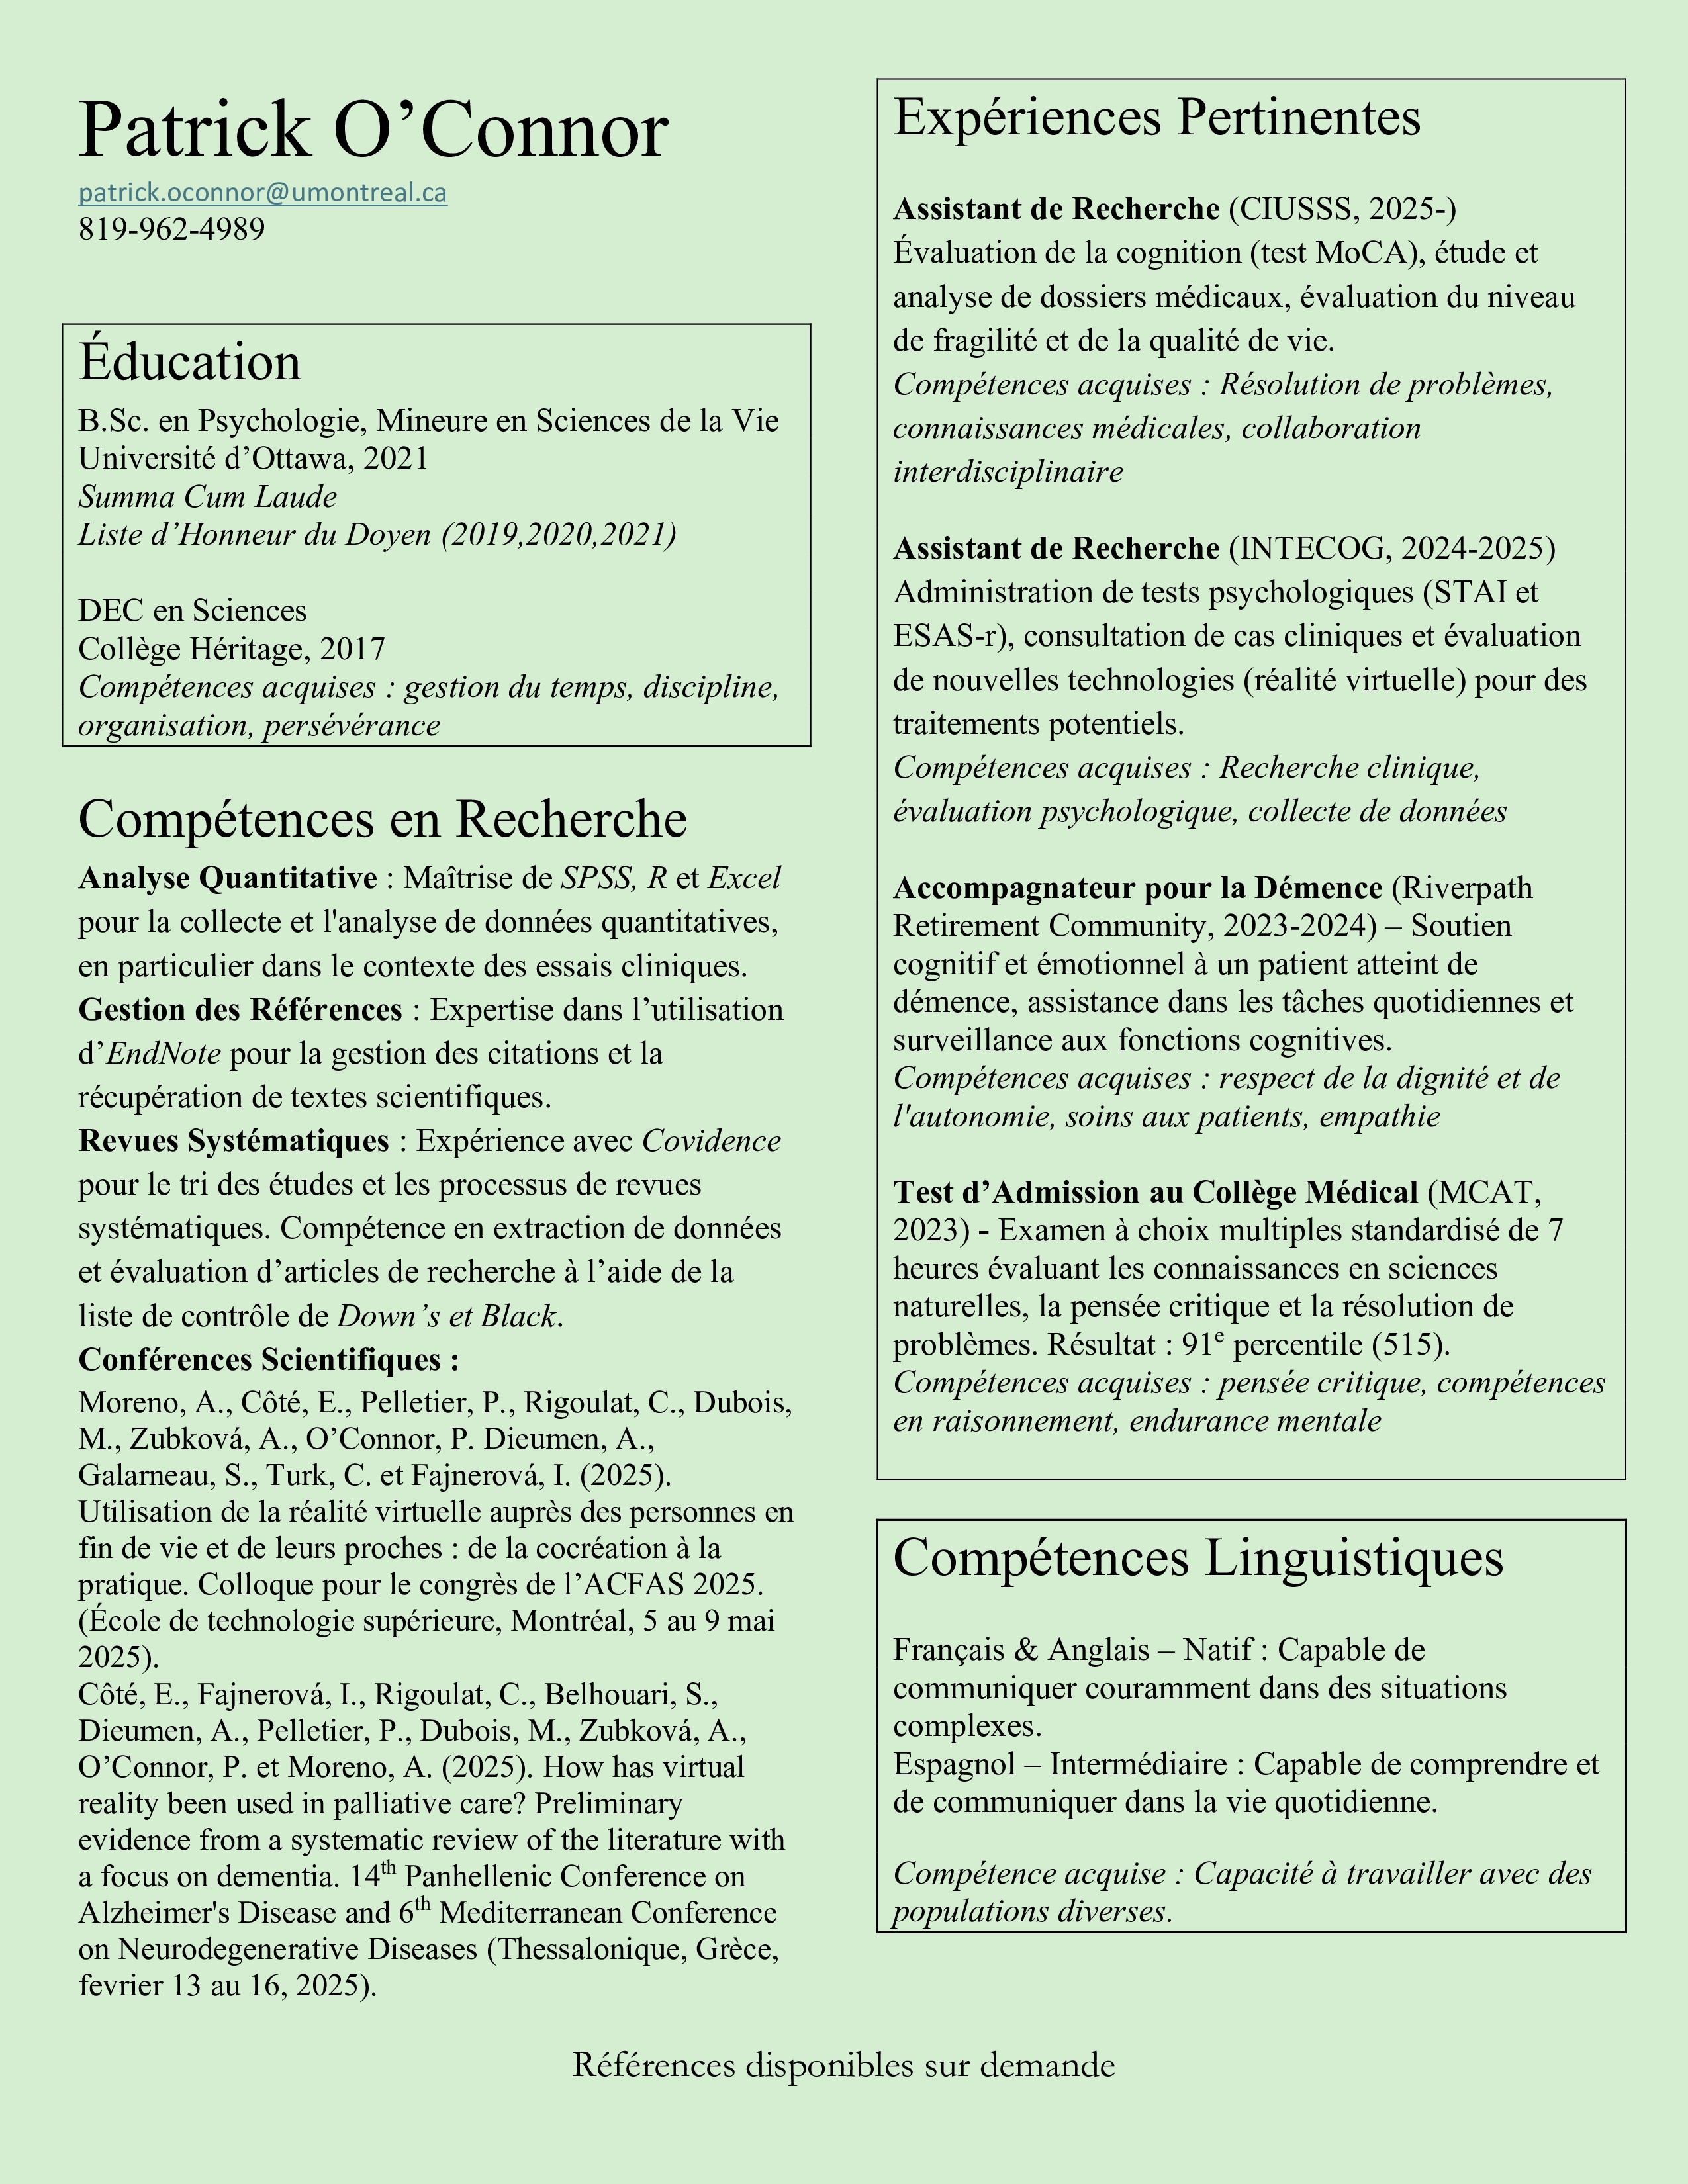 Patrick O’Connor
patrick.oconnor@umontreal.ca
819-962-4989
Éducation
B.Sc. en Psychologie, Mineure en Sciences de la Vie
Université d’Ottawa, 2021
Summa Cum Laude
Liste d’Honneur du Doyen (2019,2020,2021)
DEC en Sciences
Collège Héritage, 2017
Compétences acquises : gestion du temps, discipline,
organisation, persévérance
Compétences en Recherche
Analyse Quantitative : Maîtrise de SPSS, R et Excel
pour la collecte et l'analyse de données quantitatives,
en particulier dans le contexte des essais cliniques.
Gestion des Références : Expertise dans l’utilisation
d’EndNote pour la gestion des citations et la
récupération de textes scientifiques.
Revues Systématiques : Expérience avec Covidence
pour le tri des études et les processus de revues
systématiques. Compétence en extraction de données
et évaluation d’articles de recherche à l’aide de la
liste de contrôle de Down’s et Black.
Conférences Scientifiques :
Moreno, A., Côté, E., Pelletier, P., Rigoulat, C., Dubois,
M., Zubková, A., O’Connor, P. Dieumen, A.,
Galarneau, S., Turk, C. et Fajnerová, I. (2025).
Utilisation de la réalité virtuelle auprès des personnes en
fin de vie et de leurs proches : de la cocréation à la
pratique. Colloque pour le congrès de l’ACFAS 2025.
(École de technologie supérieure, Montréal, 5 au 9 mai
2025).
Côté, E., Fajnerová, I., Rigoulat, C., Belhouari, S.,
Dieumen, A., Pelletier, P., Dubois, M., Zubková, A.,
O’Connor, P. et Moreno, A. (2025). How has virtual
reality been used in palliative care? Preliminary
evidence from a systematic review of the literature with
a focus on dementia. 14th Panhellenic Conference on
Alzheimer's Disease and 6th Mediterranean Conference
on Neurodegenerative Diseases (Thessalonique, Grèce,
fevrier 13 au 16, 2025).
Expériences Pertinentes
Assistant de Recherche (CIUSSS, 2025-)
Évaluation de la cognition (test MoCA), étude et
analyse de dossiers médicaux, évaluation du niveau
de fragilité et de la qualité de vie.
Compétences acquises : Résolution de problèmes,
connaissances médicales, collaboration
interdisciplinaire
Assistant de Recherche (INTECOG, 2024-2025)
Administration de tests psychologiques (STAI et
ESAS-r), consultation de cas cliniques et évaluation
de nouvelles technologies (réalité virtuelle) pour des
traitements potentiels.
Compétences acquises : Recherche clinique,
évaluation psychologique, collecte de données
Accompagnateur pour la Démence (Riverpath
Retirement Community, 2023-2024) – Soutien
cognitif et émotionnel à un patient atteint de
démence, assistance dans les tâches quotidiennes et
surveillance aux fonctions cognitives.
Compétences acquises : respect de la dignité et de
l'autonomie, soins aux patients, empathie
Test d’Admission au Collège Médical (MCAT,
2023) - Examen à choix multiples standardisé de 7
heures évaluant les connaissances en sciences
naturelles, la pensée critique et la résolution de
problèmes. Résultat : 91e percentile (515).
Compétences acquises : pensée critique, compétences
en raisonnement, endurance mentale
Compétences Linguistiques
Français & Anglais – Natif : Capable de
communiquer couramment dans des situations
complexes.
Espagnol – Intermédiaire : Capable de comprendre et
de communiquer dans la vie quotidienne.
Compétence acquise : Capacité à travailler avec des
populations diverses.
Références disponibles sur demande